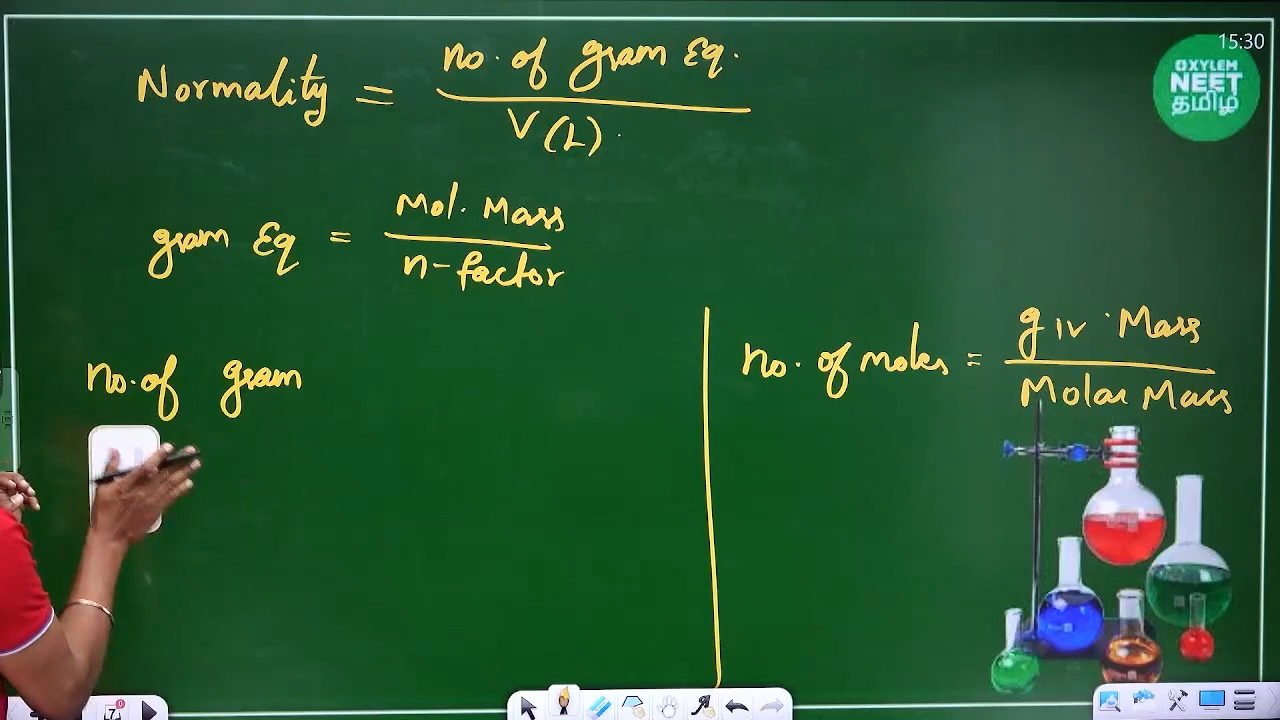 15:30
OXYLEM
NEET
தமிழ்
Normality = no. of gram Eq.
V(L).
gram Eq = Mol. Mass
n-factor
no. of gram
no. of moles = giv. Mass
Molar Mass